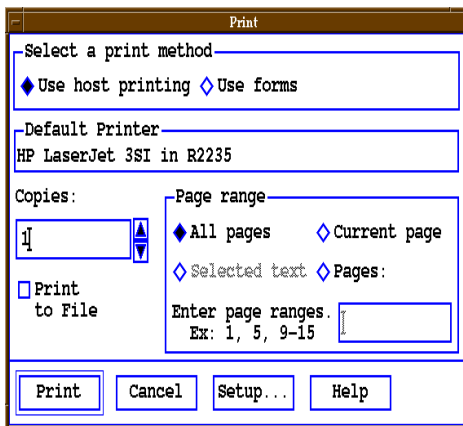 Print
Select a print method
Use host printing Use forms
Default Printer
HP LaserJet 3SI in R2235
Copies:
1
Print
to File
Page range
All pages Current page
Selected text Pages:
Enter page ranges.
Ex: 1, 5, 9-15
Print Cancel Setup... Help